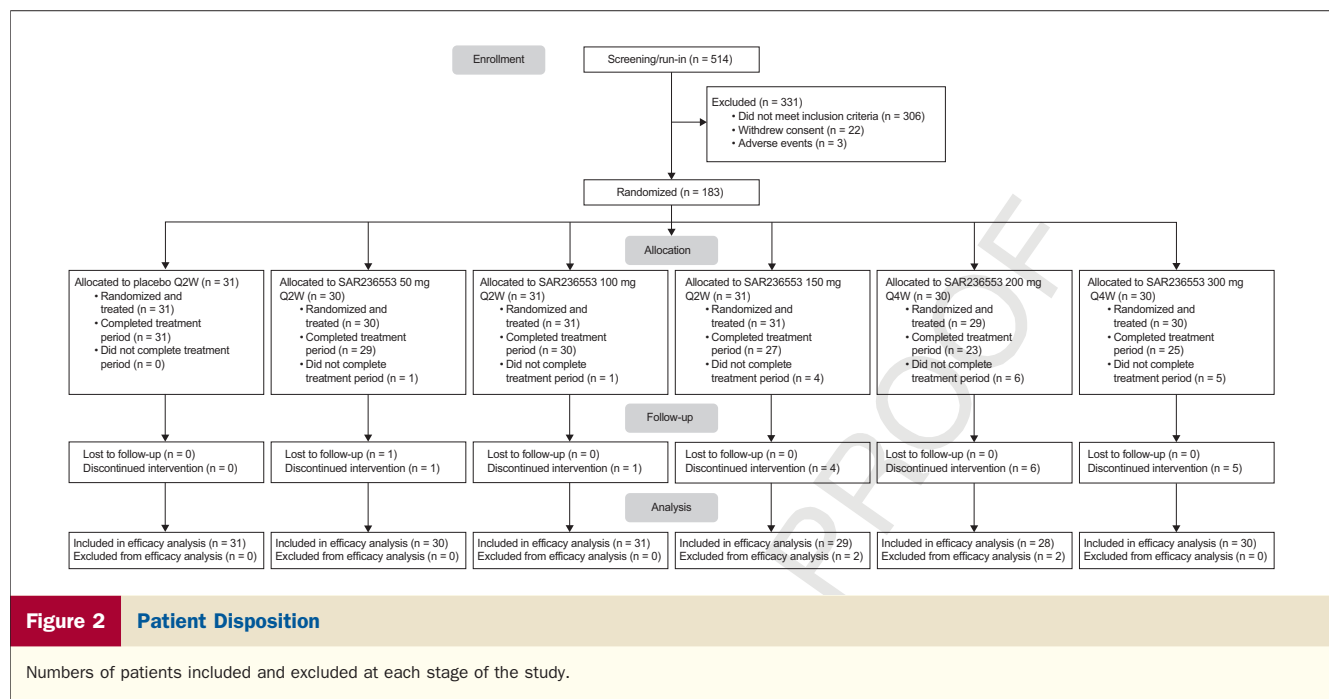 Enrollment
Screening/run-in (n = 514)
Excluded (n = 331)
• Did not meet inclusion criteria (n = 306)
• Withdrew consent (n = 22)
• Adverse events (n = 3)
Randomized (n = 183)
Allocation
Allocated to placebo Q2W (n = 31)
• Randomized and
treated (n = 31)
• Completed treatment
period (n = 31)
• Did not complete treatment
period (n = 0)
Allocated to SAR236553 50 mg
Q2W (n = 30)
• Randomized and
treated (n = 30)
• Completed treatment
period (n = 29)
• Did not complete
treatment period (n = 1)
Allocated to SAR236553 100 mg
Q2W (n = 31)
• Randomized and
treated (n = 31)
• Completed treatment
period (n = 30)
• Did not complete
treatment period (n = 1)
Allocated to SAR236553 150 mg
Q2W (n = 31)
• Randomized and
treated (n = 31)
• Completed treatment
period (n = 27)
• Did not complete
treatment period (n = 4)
Allocated to SAR236553 200 mg
Q4W (n = 30)
• Randomized and
treated (n = 29)
• Completed treatment
period (n = 23)
• Did not complete
treatment period (n = 6)
Allocated to SAR236553 300 mg
Q4W (n = 30)
• Randomized and
treated (n = 30)
• Completed treatment
period (n = 25)
• Did not complete
treatment period (n = 5)
Follow-up
Lost to follow-up (n = 0)
Discontinued intervention (n = 0)
Lost to follow-up (n = 1)
Discontinued intervention (n = 1)
Lost to follow-up (n = 0)
Discontinued intervention (n = 1)
Lost to follow-up (n = 0)
Discontinued intervention (n = 4)
Lost to follow-up (n = 0)
Discontinued intervention (n = 6)
Lost to follow-up (n = 0)
Discontinued intervention (n = 5)
Analysis
Included in efficacy analysis (n = 31)
Excluded from efficacy analysis (n = 0)
Included in efficacy analysis (n = 30)
Excluded from efficacy analysis (n = 0)
Included in efficacy analysis (n = 31)
Excluded from efficacy analysis (n = 0)
Included in efficacy analysis (n = 29)
Excluded from efficacy analysis (n = 2)
Included in efficacy analysis (n = 28)
Excluded from efficacy analysis (n = 2)
Included in efficacy analysis (n = 30)
Excluded from efficacy analysis (n = 0)
PROOF
Figure 2 Patient Disposition
Numbers of patients included and excluded at each stage of the study.